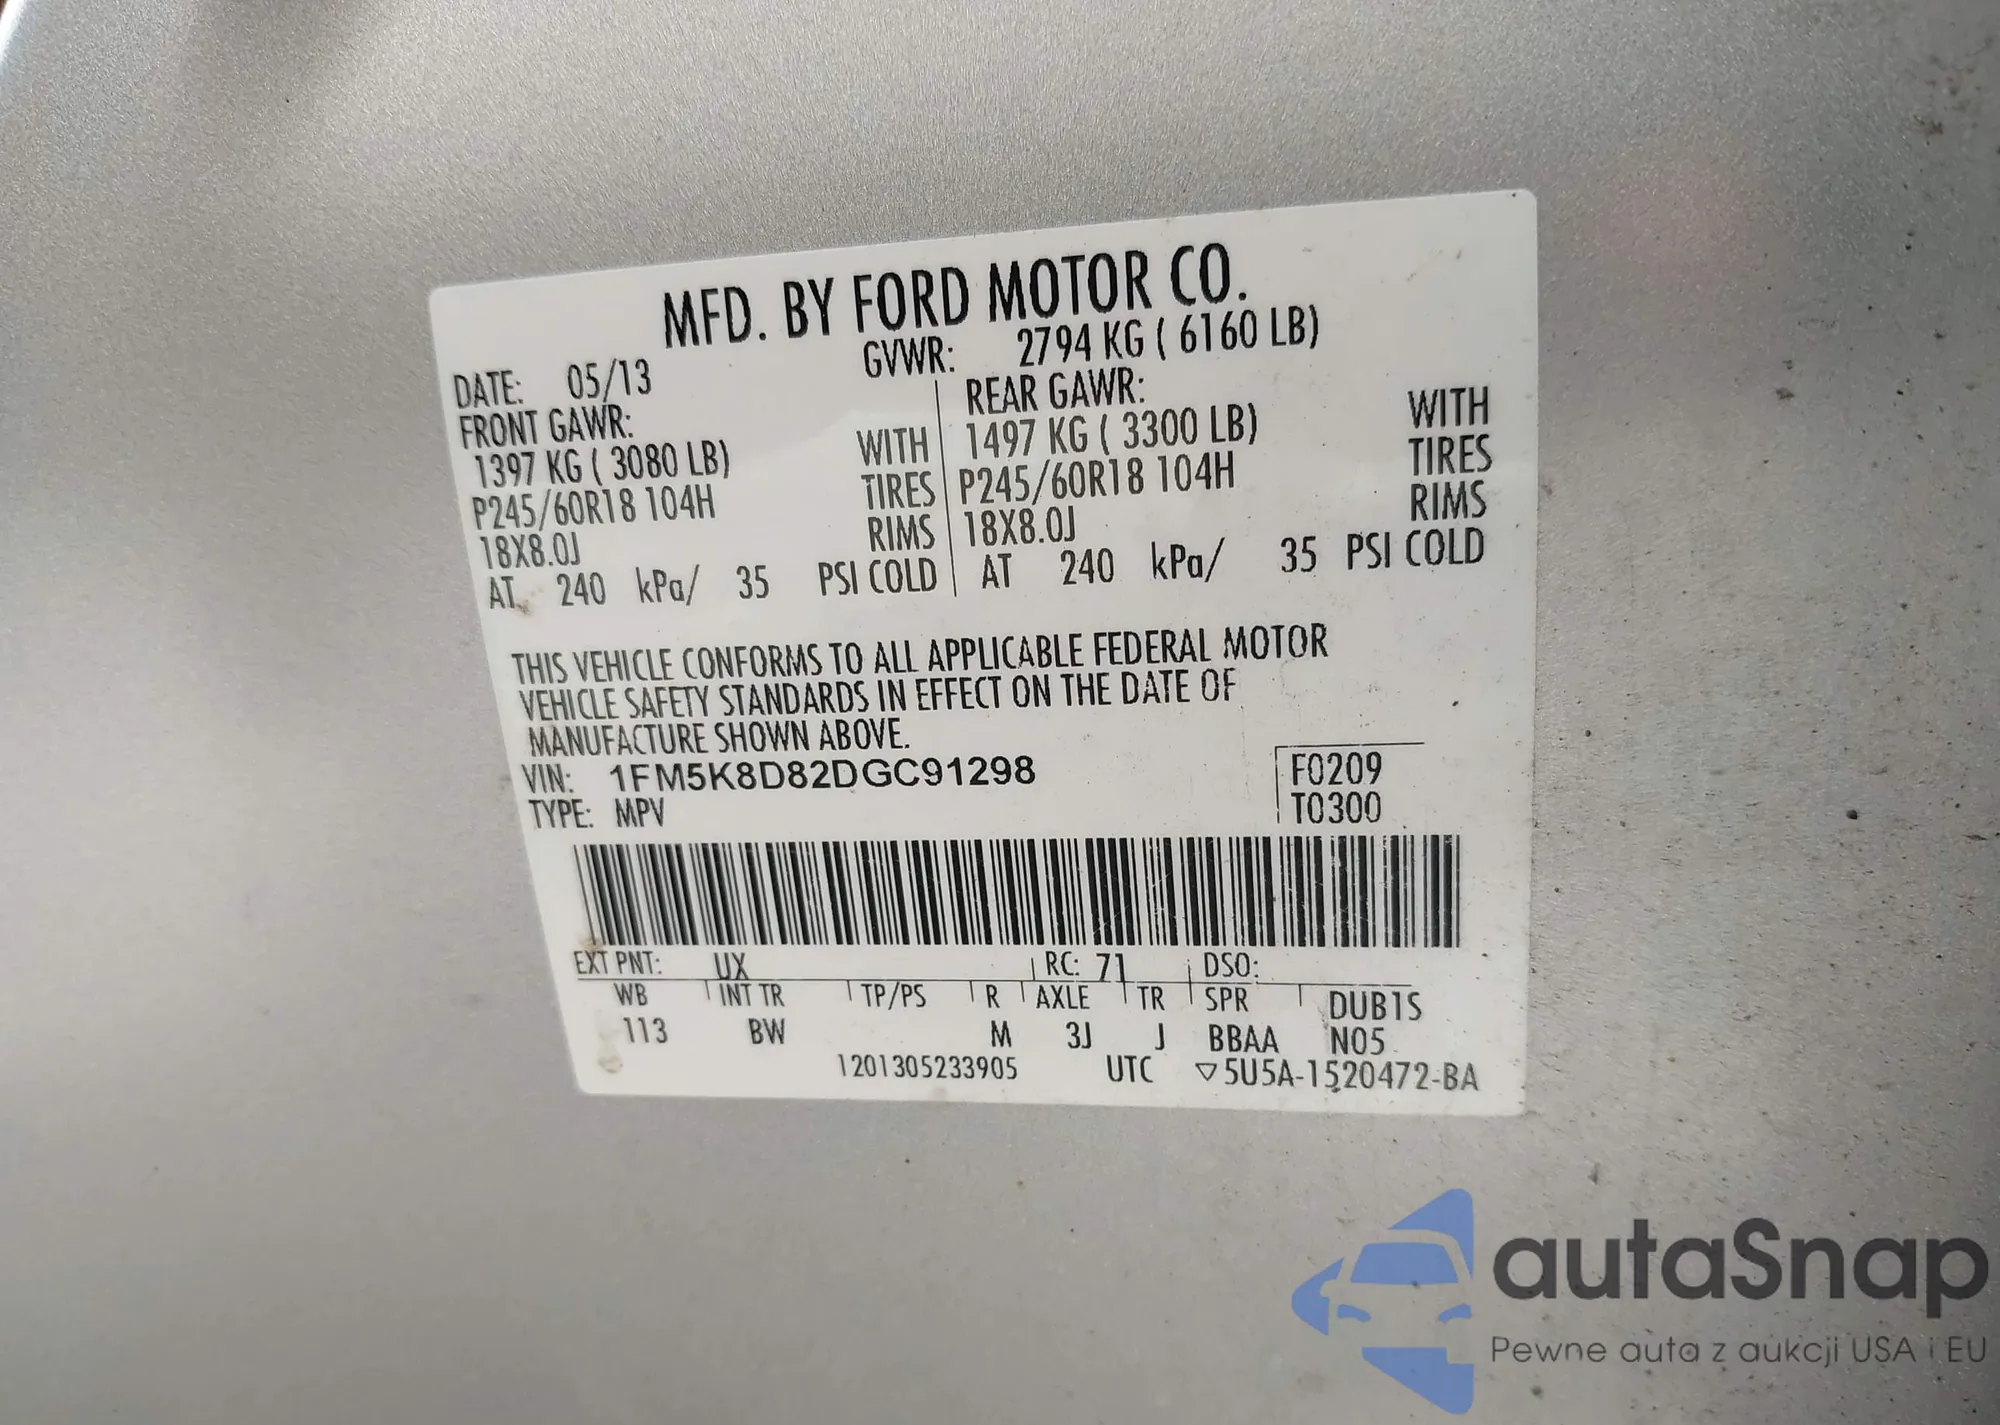 MFD. BY FORD MOTOR CO.
DATE: 05/13 GVWR: 2794 KG ( 6160 LB)
FRONT GAWR: REAR GAWR:
1397 KG ( 3080 LB) WITH 1497 KG ( 3300 LB) WITH
P245/60R18 104H TIRES P245/60R18 104H TIRES
18X8.0J RIMS 18X8.0J RIMS
AT 240 kPa/ 35 PSI COLD AT 240 kPa/ 35 PSI COLD
THIS VEHICLE CONFORMS TO ALL APPLICABLE FEDERAL MOTOR
VEHICLE SAFETY STANDARDS IN EFFECT ON THE DATE OF
MANUFACTURE SHOWN ABOVE.
VIN: 1FM5K8D82DGC91298 F0209
TYPE: MPV T0300
EXT PNT: UX RC: 71 DSO:
WB INT TR TP/PS R AXLE TR SPR DUB1S
113 BW M 3J J BBAA N05
1201305233905 UTC ▽5U5A-1520472-BA
autaSnap
Pewne auta z aukcji USA i EU